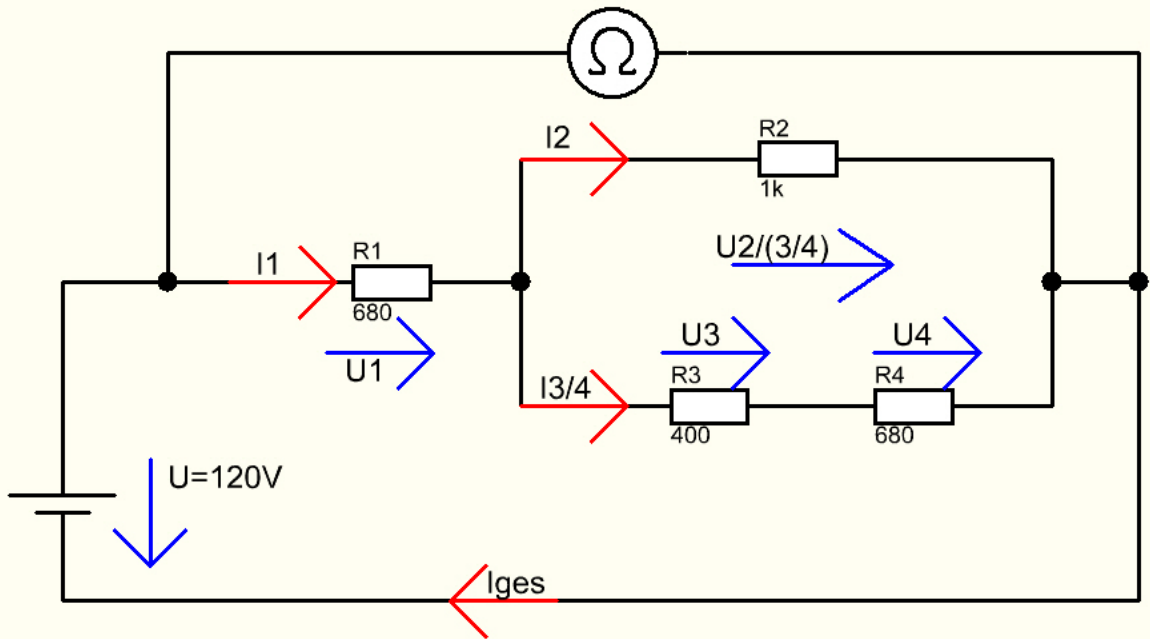 Ω
I2
R2
1k
I1
R1
680
U1
U2/(3/4)
U3
U4
I3/4
R3
400
R4
680
U=120V
Iges